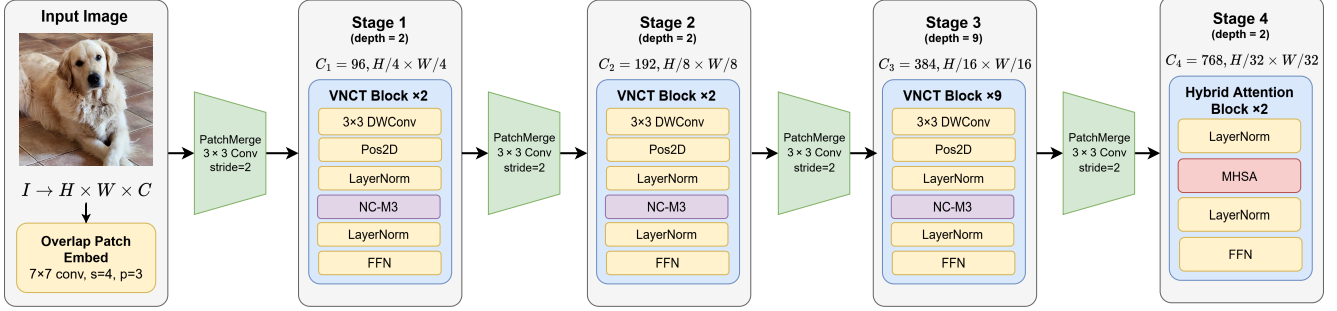 Input Image
I → H × W × C
Overlap Patch
Embed
7×7 conv, s=4, p=3
PatchMerge
3 × 3 Conv
stride=2
Stage 1
(depth = 2)
C₁ = 96, H/4 × W/4
VNCT Block ×2
3×3 DWConv
Pos2D
LayerNorm
NC-M3
LayerNorm
FFN
PatchMerge
3 × 3 Conv
stride=2
Stage 2
(depth = 2)
C₂ = 192, H/8 × W/8
VNCT Block ×2
3×3 DWConv
Pos2D
LayerNorm
NC-M3
LayerNorm
FFN
PatchMerge
3 × 3 Conv
stride=2
Stage 3
(depth = 9)
C₃ = 384, H/16 × W/16
VNCT Block ×9
3×3 DWConv
Pos2D
LayerNorm
NC-M3
LayerNorm
FFN
PatchMerge
3 × 3 Conv
stride=2
Stage 4
(depth = 2)
C₄ = 768, H/32 × W/32
Hybrid Attention
Block ×2
LayerNorm
MHSA
LayerNorm
FFN